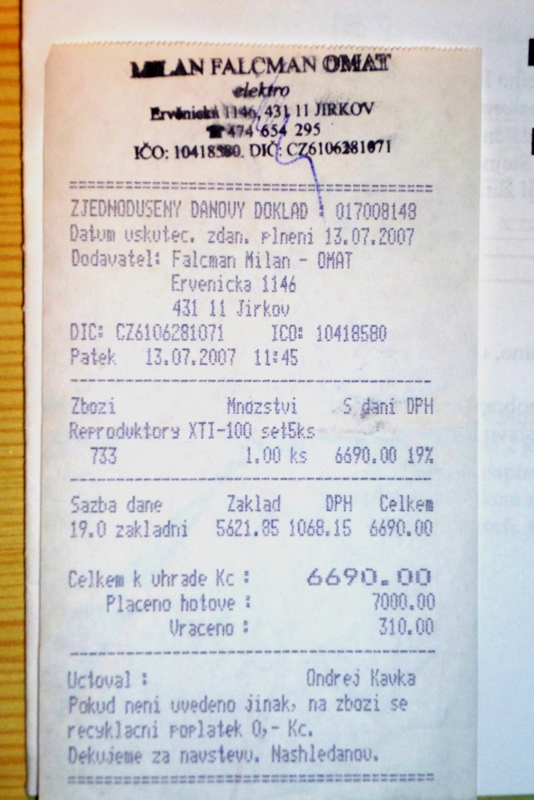 MILAN FALCMAN OMAT
elektro
Ervěnická 1146, 431 11 JIRKOV
☎ 474 654 295
IČO: 10418580, DIČ: CZ6106281071
ZJEDNODUSENY DANOVY DOKLAD : 017008148
Datum uskutec. zdan. plneni 13.07.2007
Dodavatel: Falcman Milan - OMAT
Ervenicka 1146
431 11 Jirkov
DIC: CZ6106281071 ICO: 10418580
Patek 13.07.2007 11:45
Zbozi Mnozstvi S dani DPH
Reproduktory XTI-100 set5ks
733 1.00 ks 6690.00 19%
Sazba dane Zaklad DPH Celkem
19.0 zakladni 5621.85 1068.15 6690.00
Celkem k uhrade Kc : 6690.00
Placeno hotove : 7000.00
Vraceno : 310.00
Uctoval : Ondrej Kavka
Pokud neni uvedeno jinak, na zbozi se
recyklacni poplatek 0,- Kc.
Dekujeme za navstevu. Nashledanou.